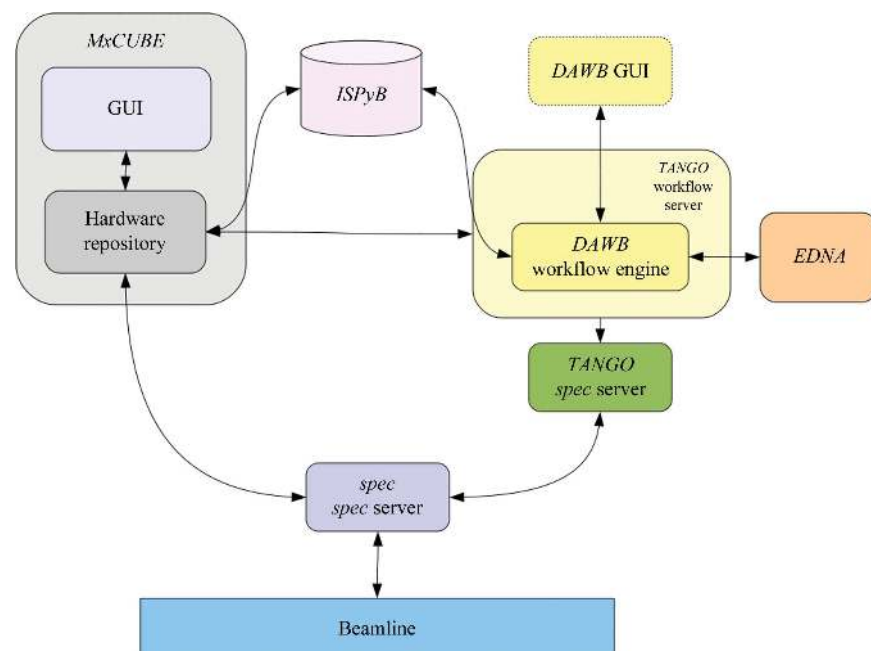 MxCUBE
GUI
Hardware
repository
ISPyB
DAWB GUI
TANGO
workflow
server
DAWB
workflow engine
EDNA
TANGO
spec server
spec
spec server
Beamline